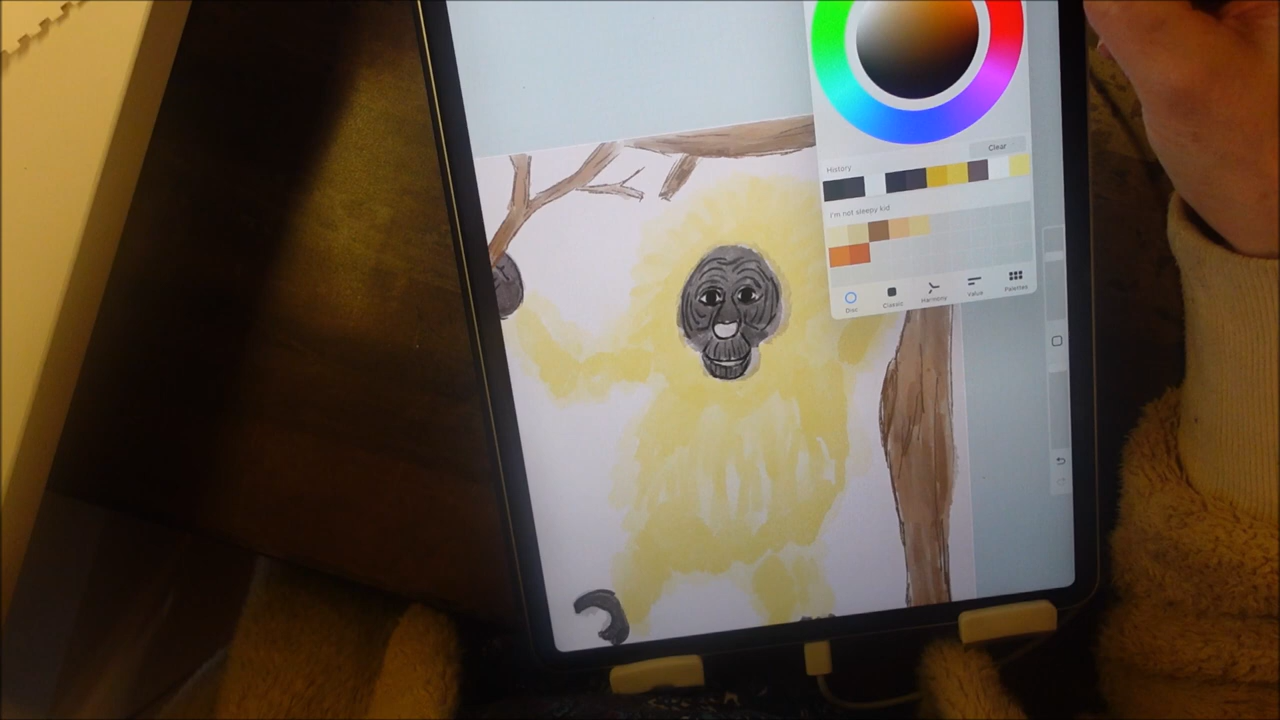 Clear
History
I'm not sleepy kid
Disc Classic Harmony Value Palettes